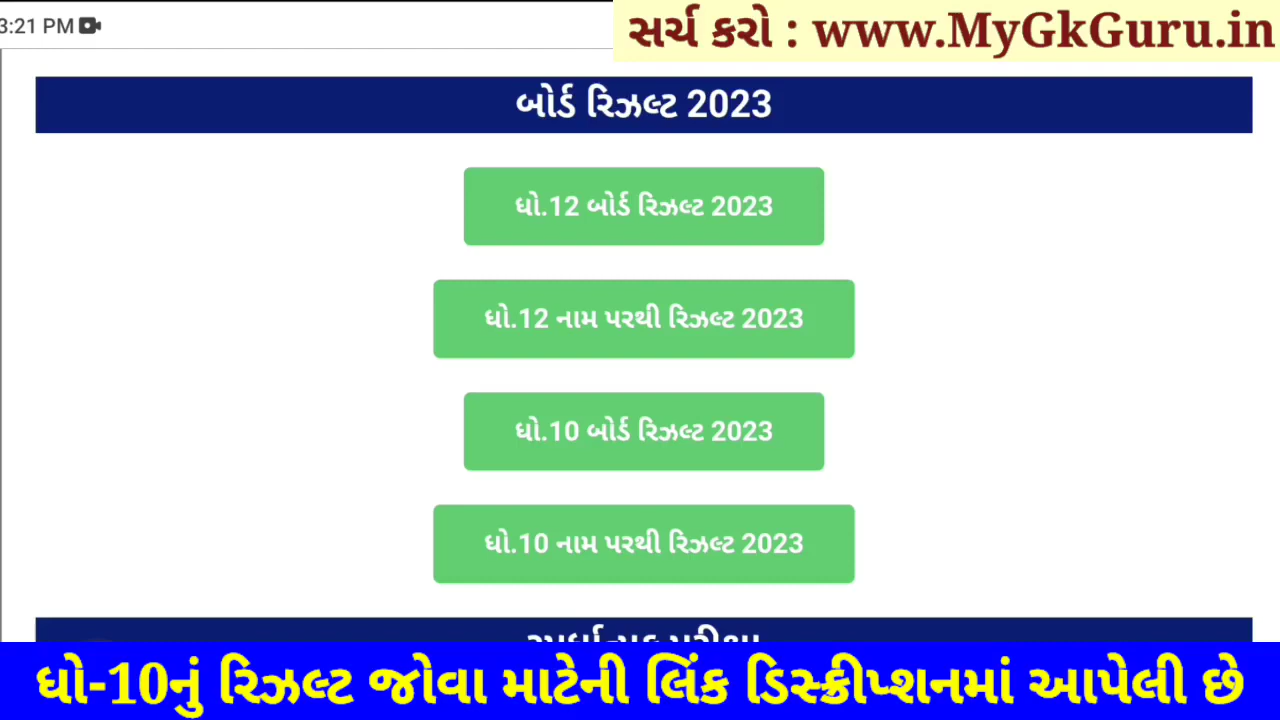 3:21 PM
સર્ચ કરો : www.MyGkGuru.in
બોર્ડ રિઝલ્ટ 2023
ધો.12 બોર્ડ રિઝલ્ટ 2023
ધો.12 નામ પરથી રિઝલ્ટ 2023
ધો.10 બોર્ડ રિઝલ્ટ 2023
ધો.10 નામ પરથી રિઝલ્ટ 2023
ધો-10નું રિઝલ્ટ જોવા માટેની લિંક ડિસ્ક્રીપ્શનમાં આપેલી છે